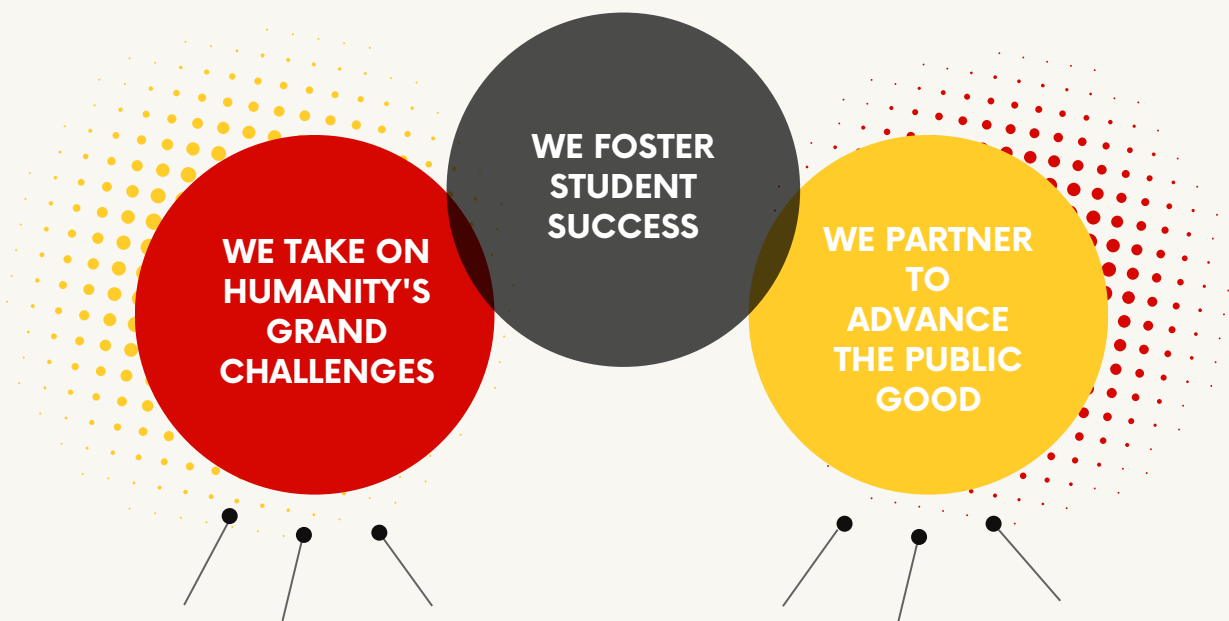 WE TAKE ON
HUMANITY'S
GRAND
CHALLENGES
WE FOSTER
STUDENT
SUCCESS
WE PARTNER
TO
ADVANCE
THE PUBLIC
GOOD